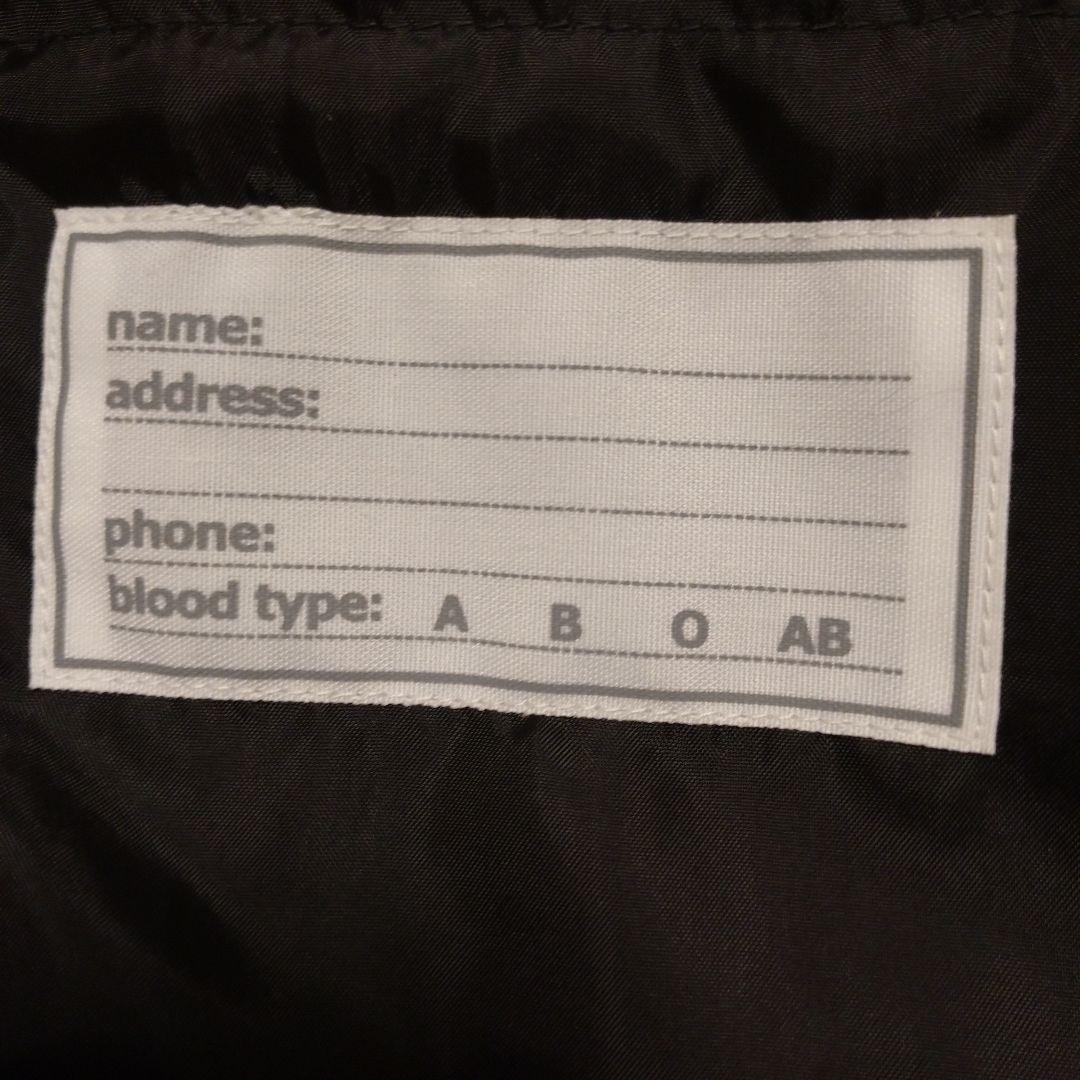 name:
address:
phone:
blood type: A B O AB